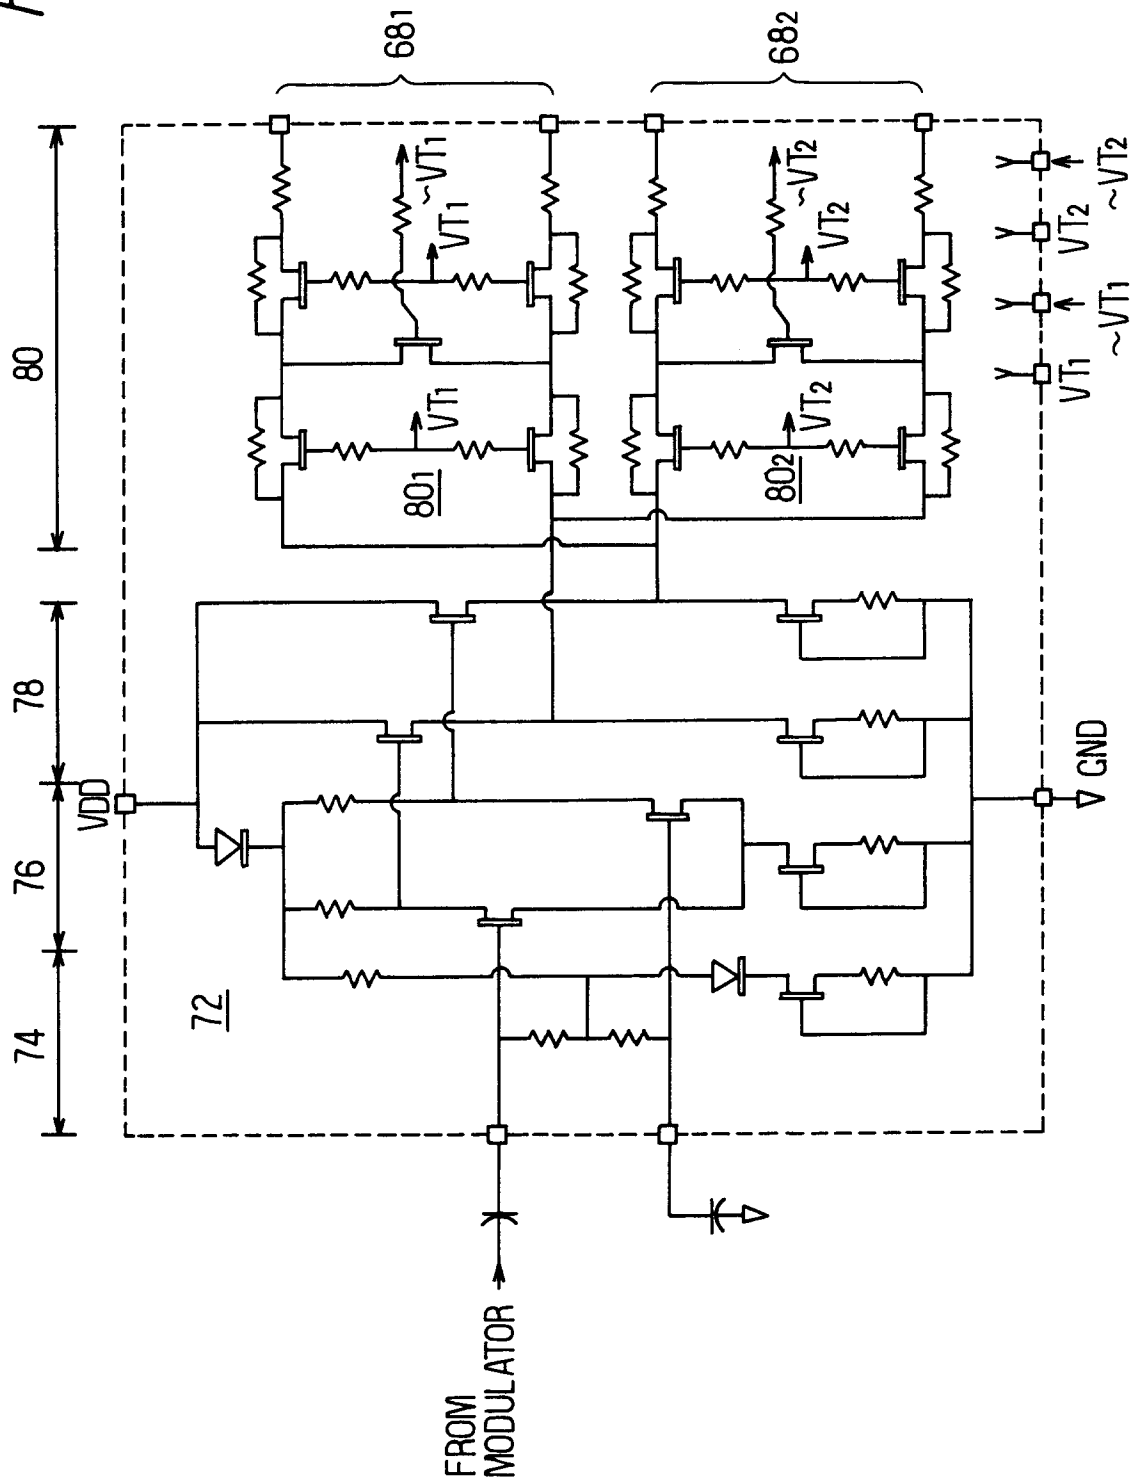 74
76
78
80
VDD
72
68₁
68₂
~VT₁
VT₁
VT₁
80₁
~VT₂
VT₂
VT₂
80₂
VT₁
~VT₁
VT₂
~VT₂
GND
FROM
MODULATOR